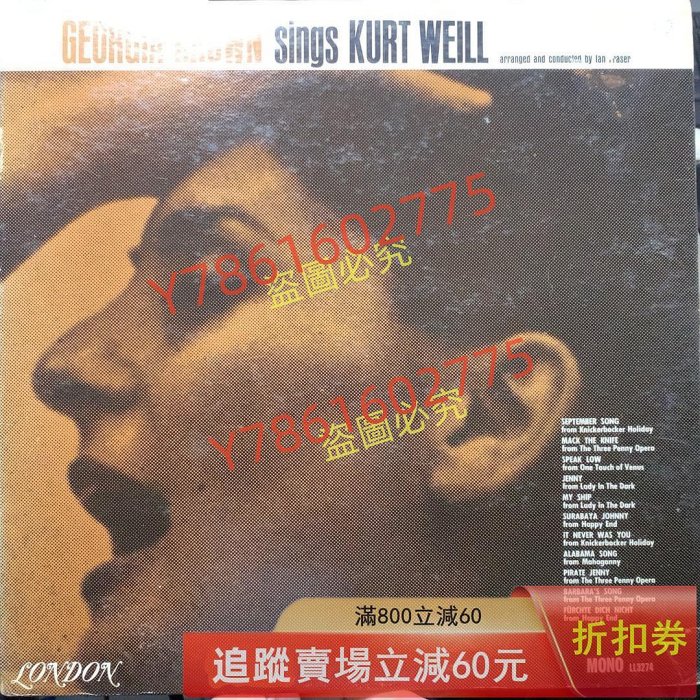 GEORGIA BROWN sings KURT WEILL
arranged and conducted by Ian Fraser
Y7861602775
盜圖必究
Y7861602775
盜圖必究
SEPTEMBER SONG
from Knickerbocker Holiday
MACK THE KNIFE
from The Three Penny Opera
SPEAK LOW
from One Touch of Venus
JENNY
from Lady In The Dark
MY SHIP
from Lady In The Dark
SURABAYA JOHNNY
from Happy End
IT NEVER WAS YOU
from Knickerbocker Holiday
ALABAMA SONG
from Mahagonny
PIRATE JENNY
from The Three Penny Opera
BARBARA'S SONG
from The Three Penny Opera
FÜRCHTE DICH NICHT
from Happy End
滿800立減60
追蹤賣場立減60元
折扣券
LONDON
MONO LL3274